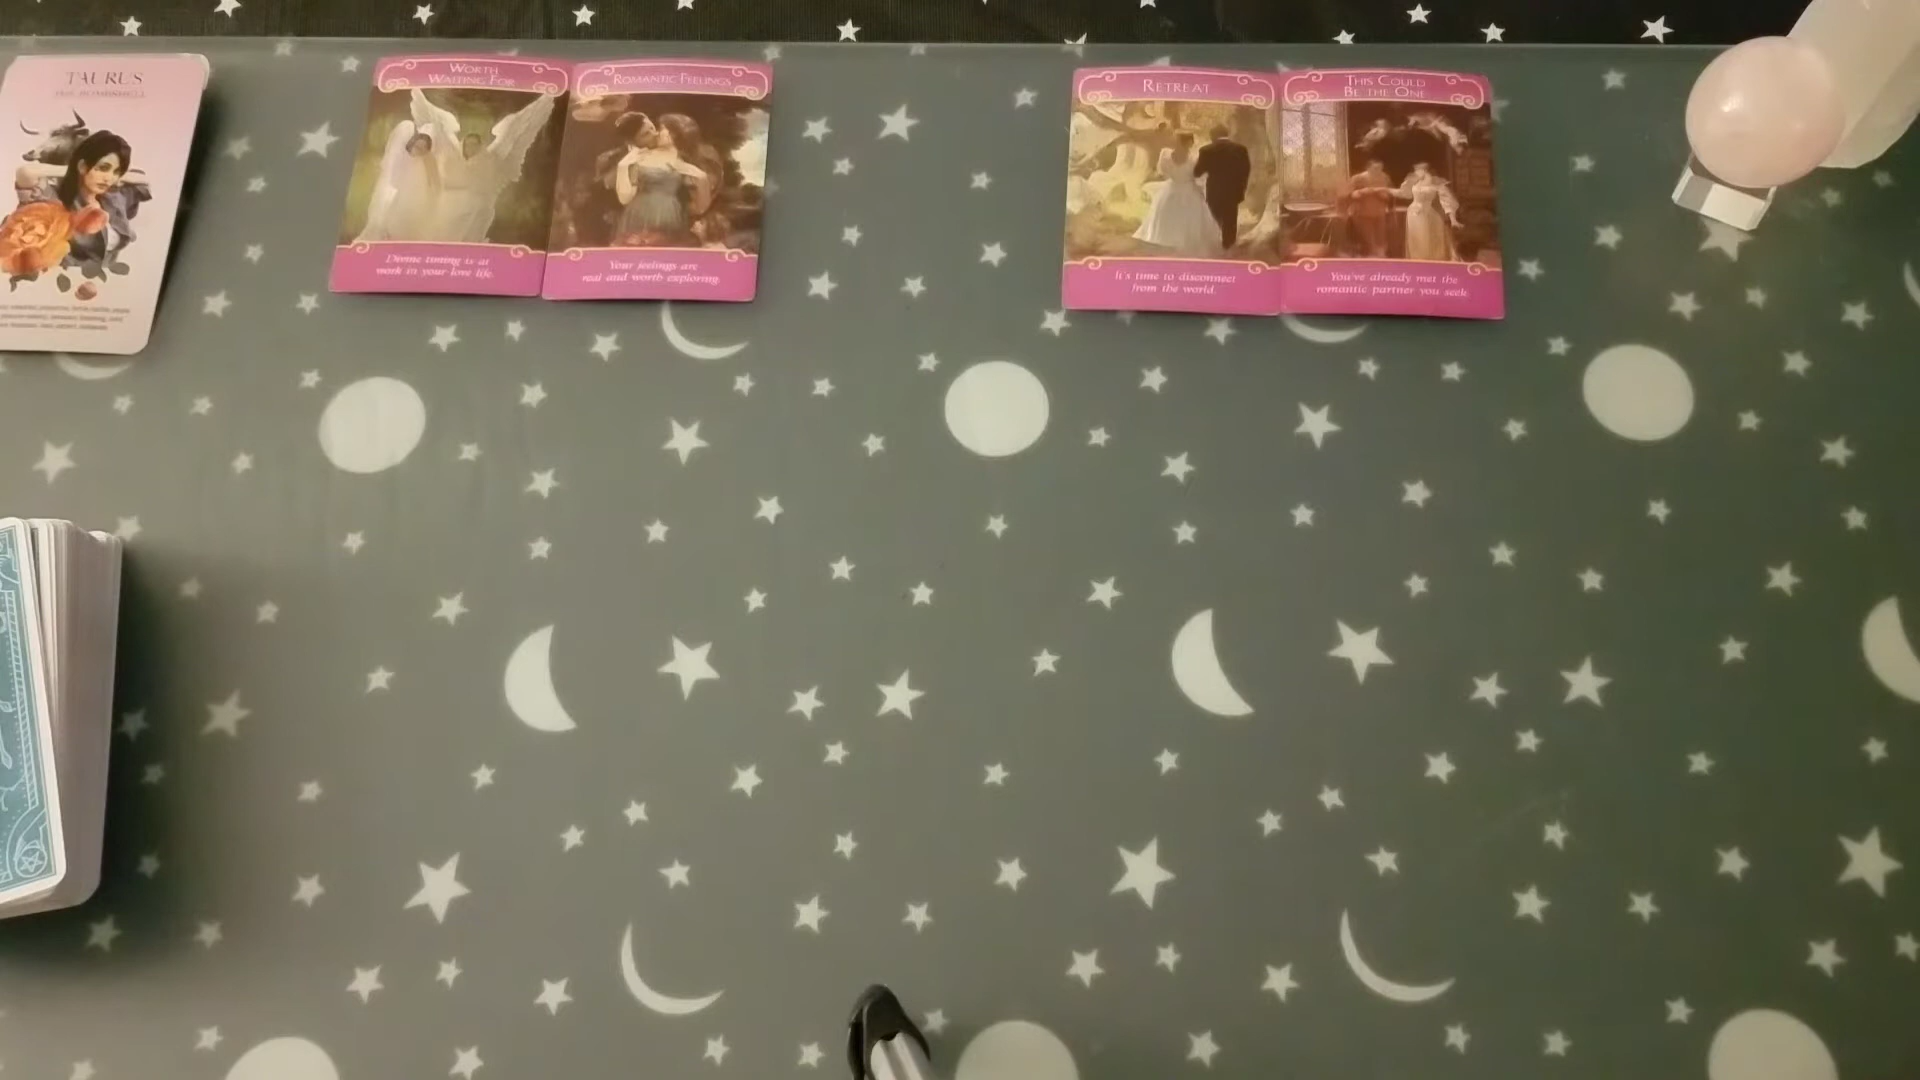 TAURUS
THE BOMBSHELL
WORTH
WAITING FOR
Divine timing is at
work in your love life.
ROMANTIC FEELINGS
Your feelings are
real and worth exploring.
RETREAT
It's time to disconnect
from the world.
THIS COULD
BE THE ONE
You've already met the
romantic partner you seek.